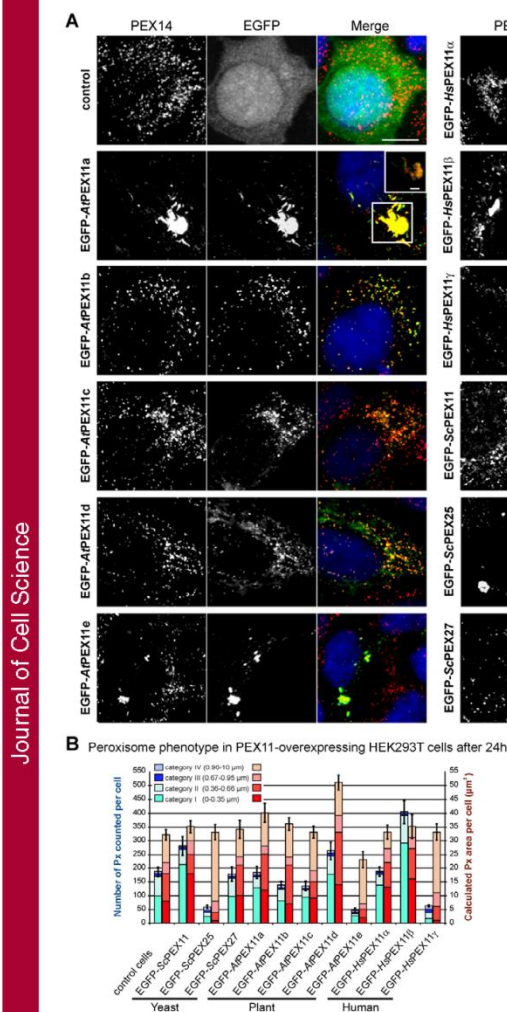 Journal of Cell Science
A
PEX14 EGFP Merge PE
control
EGFP-AtPEX11a
EGFP-AtPEX11b
EGFP-AtPEX11c
EGFP-AtPEX11d
EGFP-AtPEX11e
EGFP-HsPEX11α
EGFP-HsPEX11β
EGFP-HsPEX11γ
EGFP-ScPEX11
EGFP-ScPEX25
EGFP-ScPEX27
B Peroxisome phenotype in PEX11-overexpressing HEK293T cells after 24h
category IV (0.96-10 µm)
category III (0.67-0.95 µm)
category II (0.36-0.66 µm)
category I (0-0.35 µm)
Number of Px counted per cell
550
500
450
400
350
300
250
200
150
100
50
0
Calculated Px area per cell (µm²)
55
50
45
40
35
30
25
20
15
10
5
0
control cells
EGFP-ScPEX11
EGFP-ScPEX25
EGFP-ScPEX27
EGFP-AtPEX11a
EGFP-AtPEX11b
EGFP-AtPEX11c
EGFP-AtPEX11d
EGFP-AtPEX11e
EGFP-HsPEX11α
EGFP-HsPEX11β
EGFP-HsPEX11γ
Yeast Plant Human